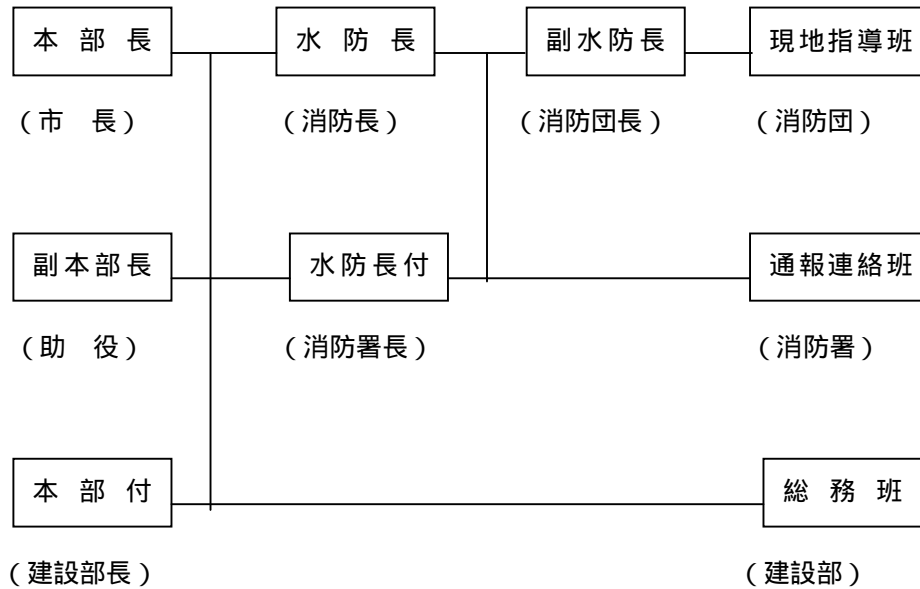 本部長 水防長 副水防長 現地指導班
（市　長） （消防長） （消防団長） （消防団）
副本部長 水防長付 通報連絡班
（助　役） （消防署長） （消防署）
本部付 総務班
（建設部長） （建設部）